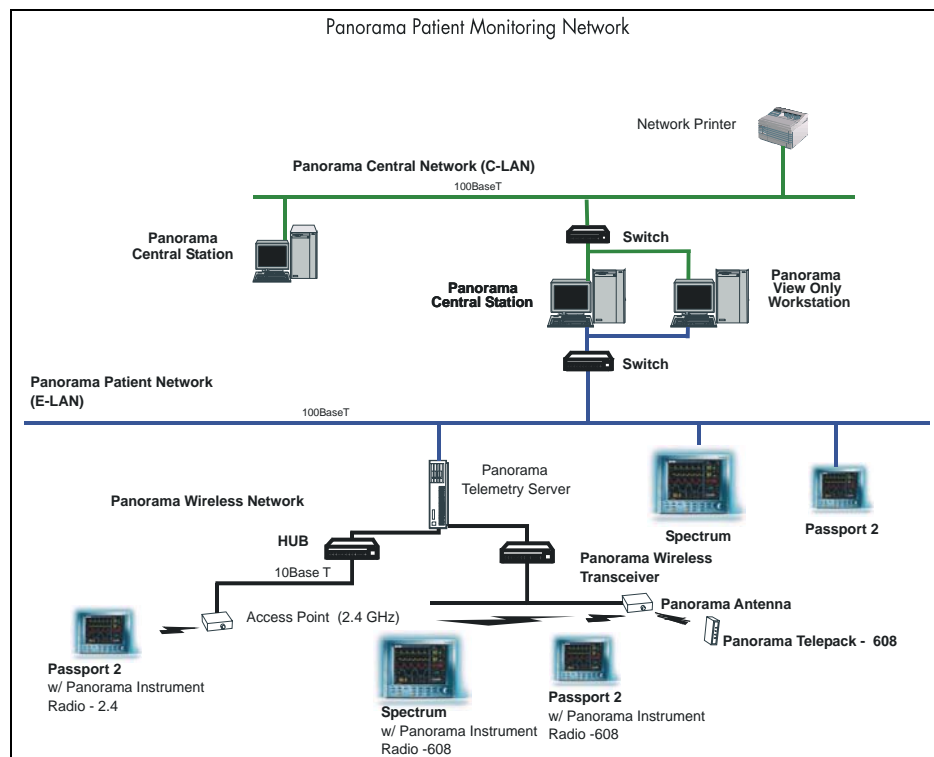 Panorama Patient Monitoring Network
Network Printer
Panorama Central Network (C-LAN)
100BaseT
Panorama
Central Station
Switch
Panorama
Central Station
Panorama
View Only
Workstation
Switch
Panorama Patient Network
(E-LAN)
100BaseT
Panorama
Telemetry Server
Panorama Wireless Network
Spectrum
Passport 2
HUB
10Base T
Panorama Wireless
Transceiver
Access Point (2.4 GHz)
Panorama Antenna
Panorama Telepack - 608
Passport 2
w/ Panorama Instrument
Radio - 2.4
Spectrum
w/ Panorama Instrument
Radio -608
Passport 2
w/ Panorama Instrument
Radio -608